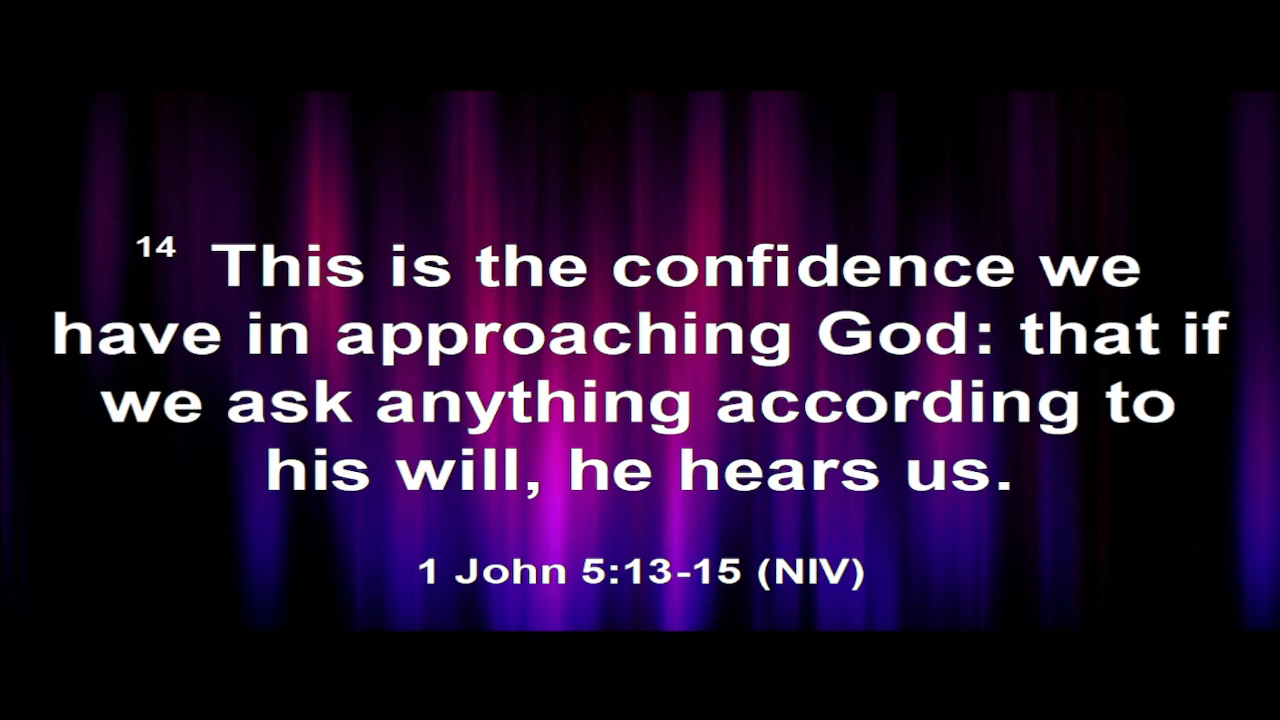 14 This is the confidence we
have in approaching God: that if
we ask anything according to
his will, he hears us.
1 John 5:13-15 (NIV)